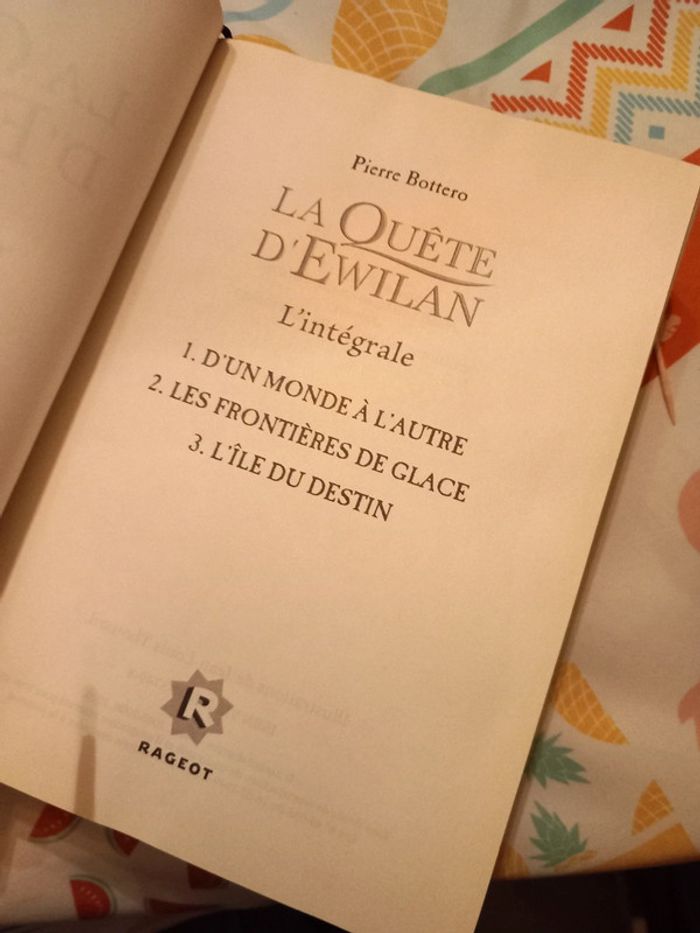 Pierre Bottero
LA QUÊTE
D'EWILAN
L'intégrale
1. D'UN MONDE À L'AUTRE
2. LES FRONTIÈRES DE GLACE
3. L'ÎLE DU DESTIN
R
RAGEOT